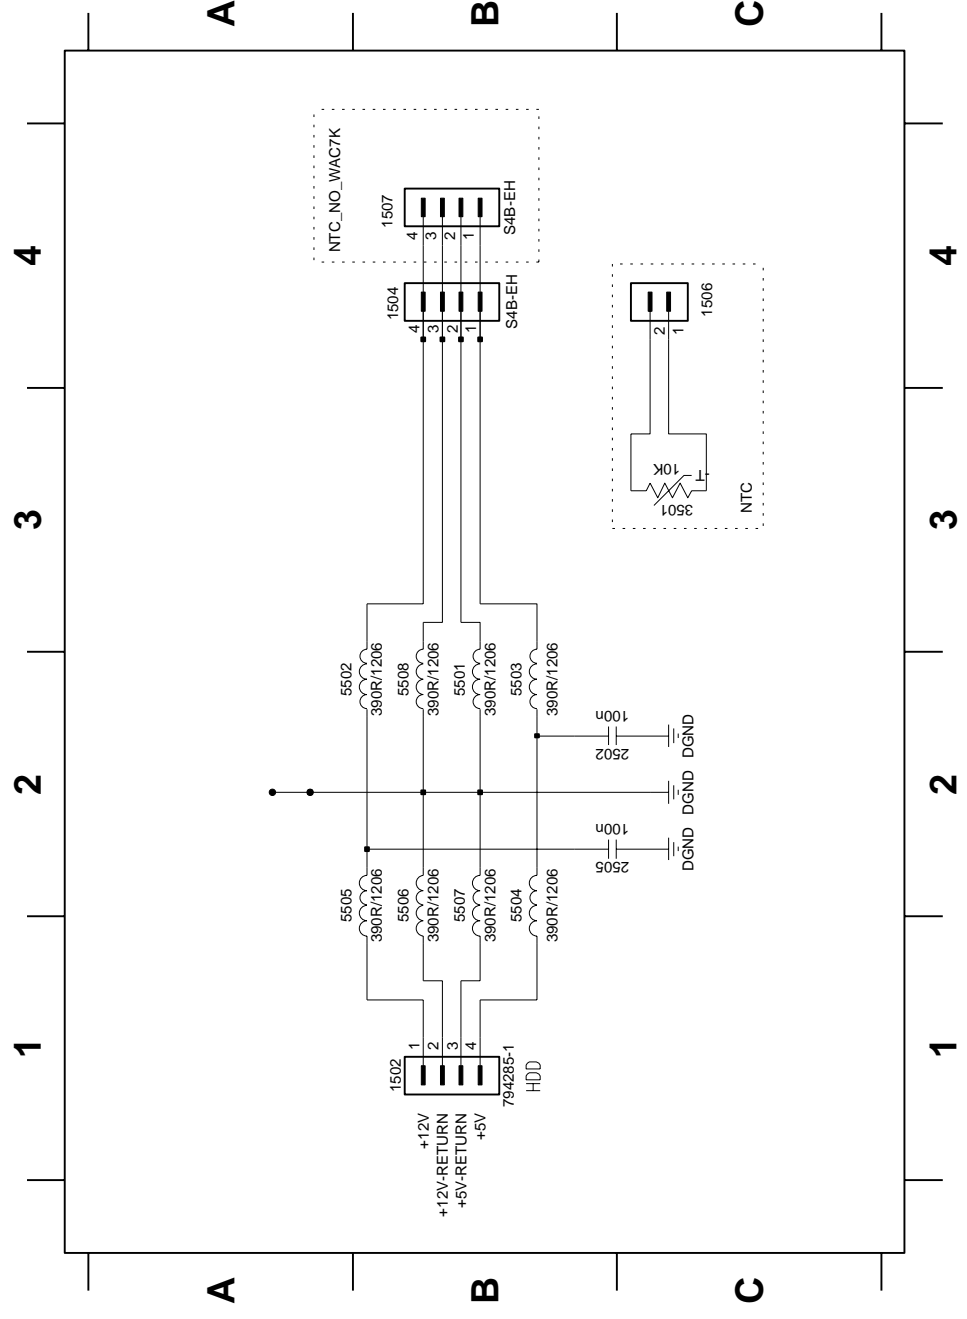 A
B
C
1
2
3
4
1
2
3
4
A
B
C
+12V
+12V-RETURN
+5V-RETURN
+5V
1502
1
2
3
4
794285-1
HDD
5505
390R/1206
5506
390R/1206
5507
390R/1206
5504
390R/1206
5502
390R/1206
5508
390R/1206
5501
390R/1206
5503
390R/1206
2505
100n
DGND
DGND
2502
100n
DGND
1504
4
3
2
1
S4B-EH
NTC_NO_WAC7K
1507
4
3
2
1
S4B-EH
3501
10K
-T
NTC
2
1
1506